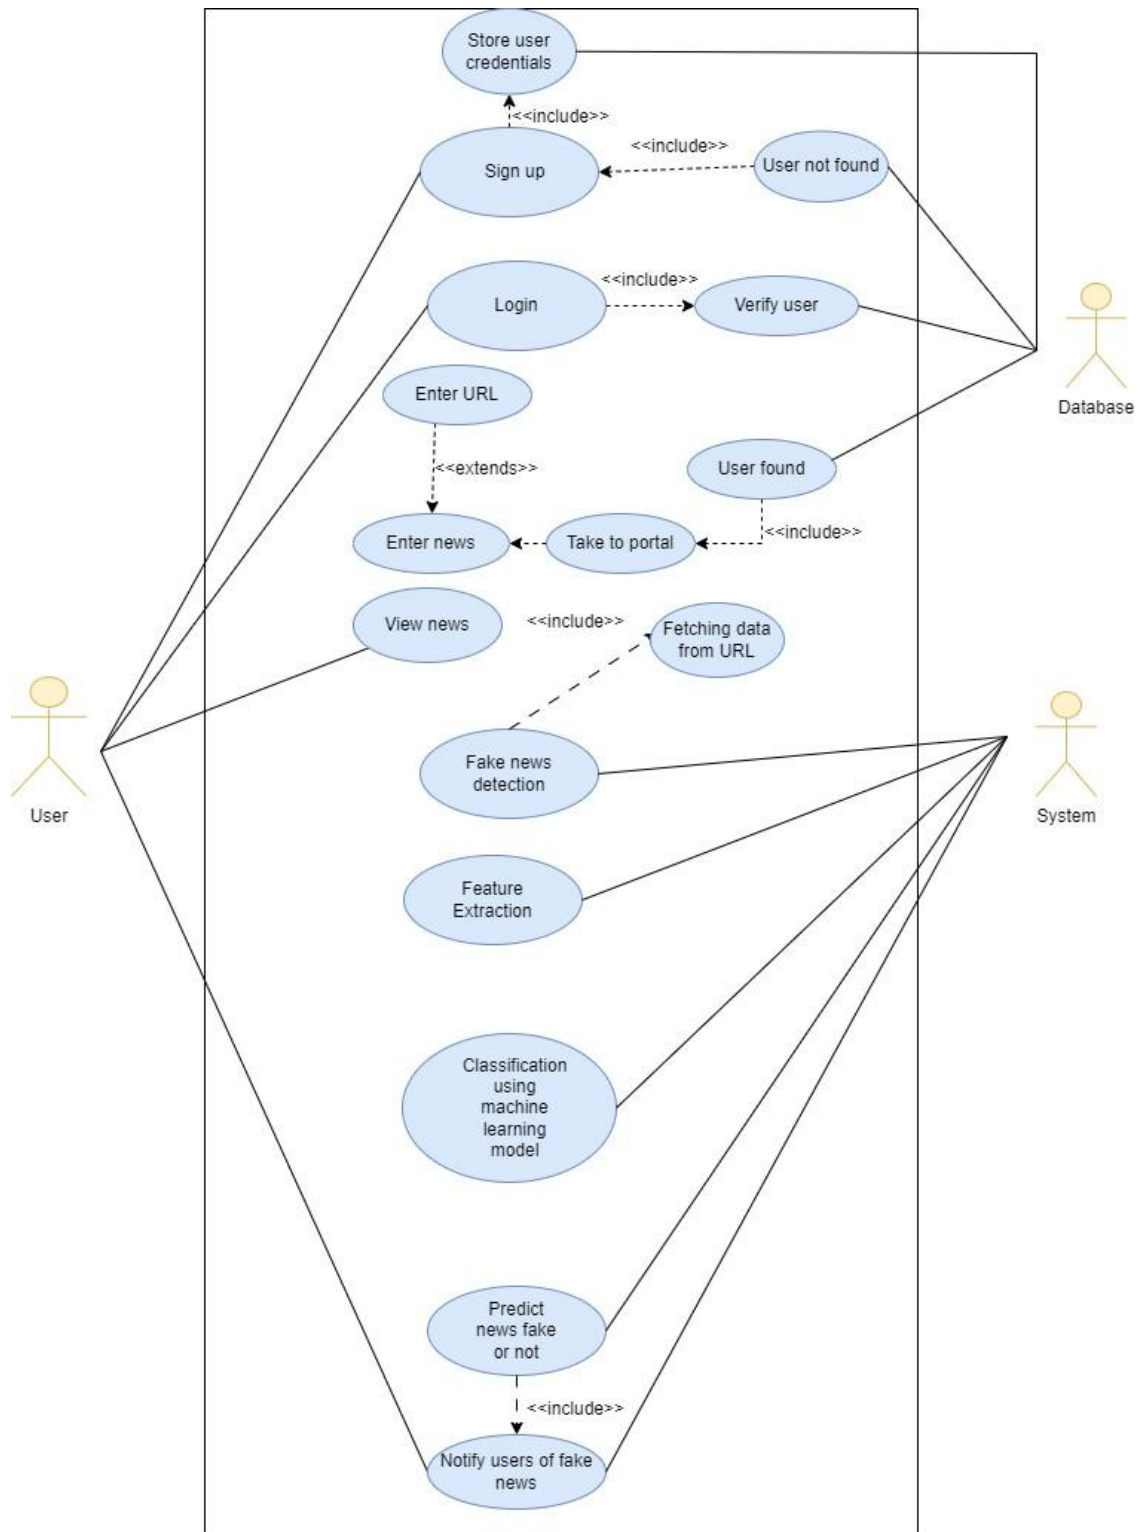 Store user
credentials
<<include>>
<<include>>
Sign up
User not found
<<include>>
Login
Verify user
Enter URL
Database
<<extends>>
User found
<<include>>
Enter news
Take to portal
View news
<<include>>
Fetching data
from URL
Fake news
detection
User
System
Feature
Extraction
Classification
using
machine
learning
model
Predict
news fake
or not
<<include>>
Notify users of fake
news